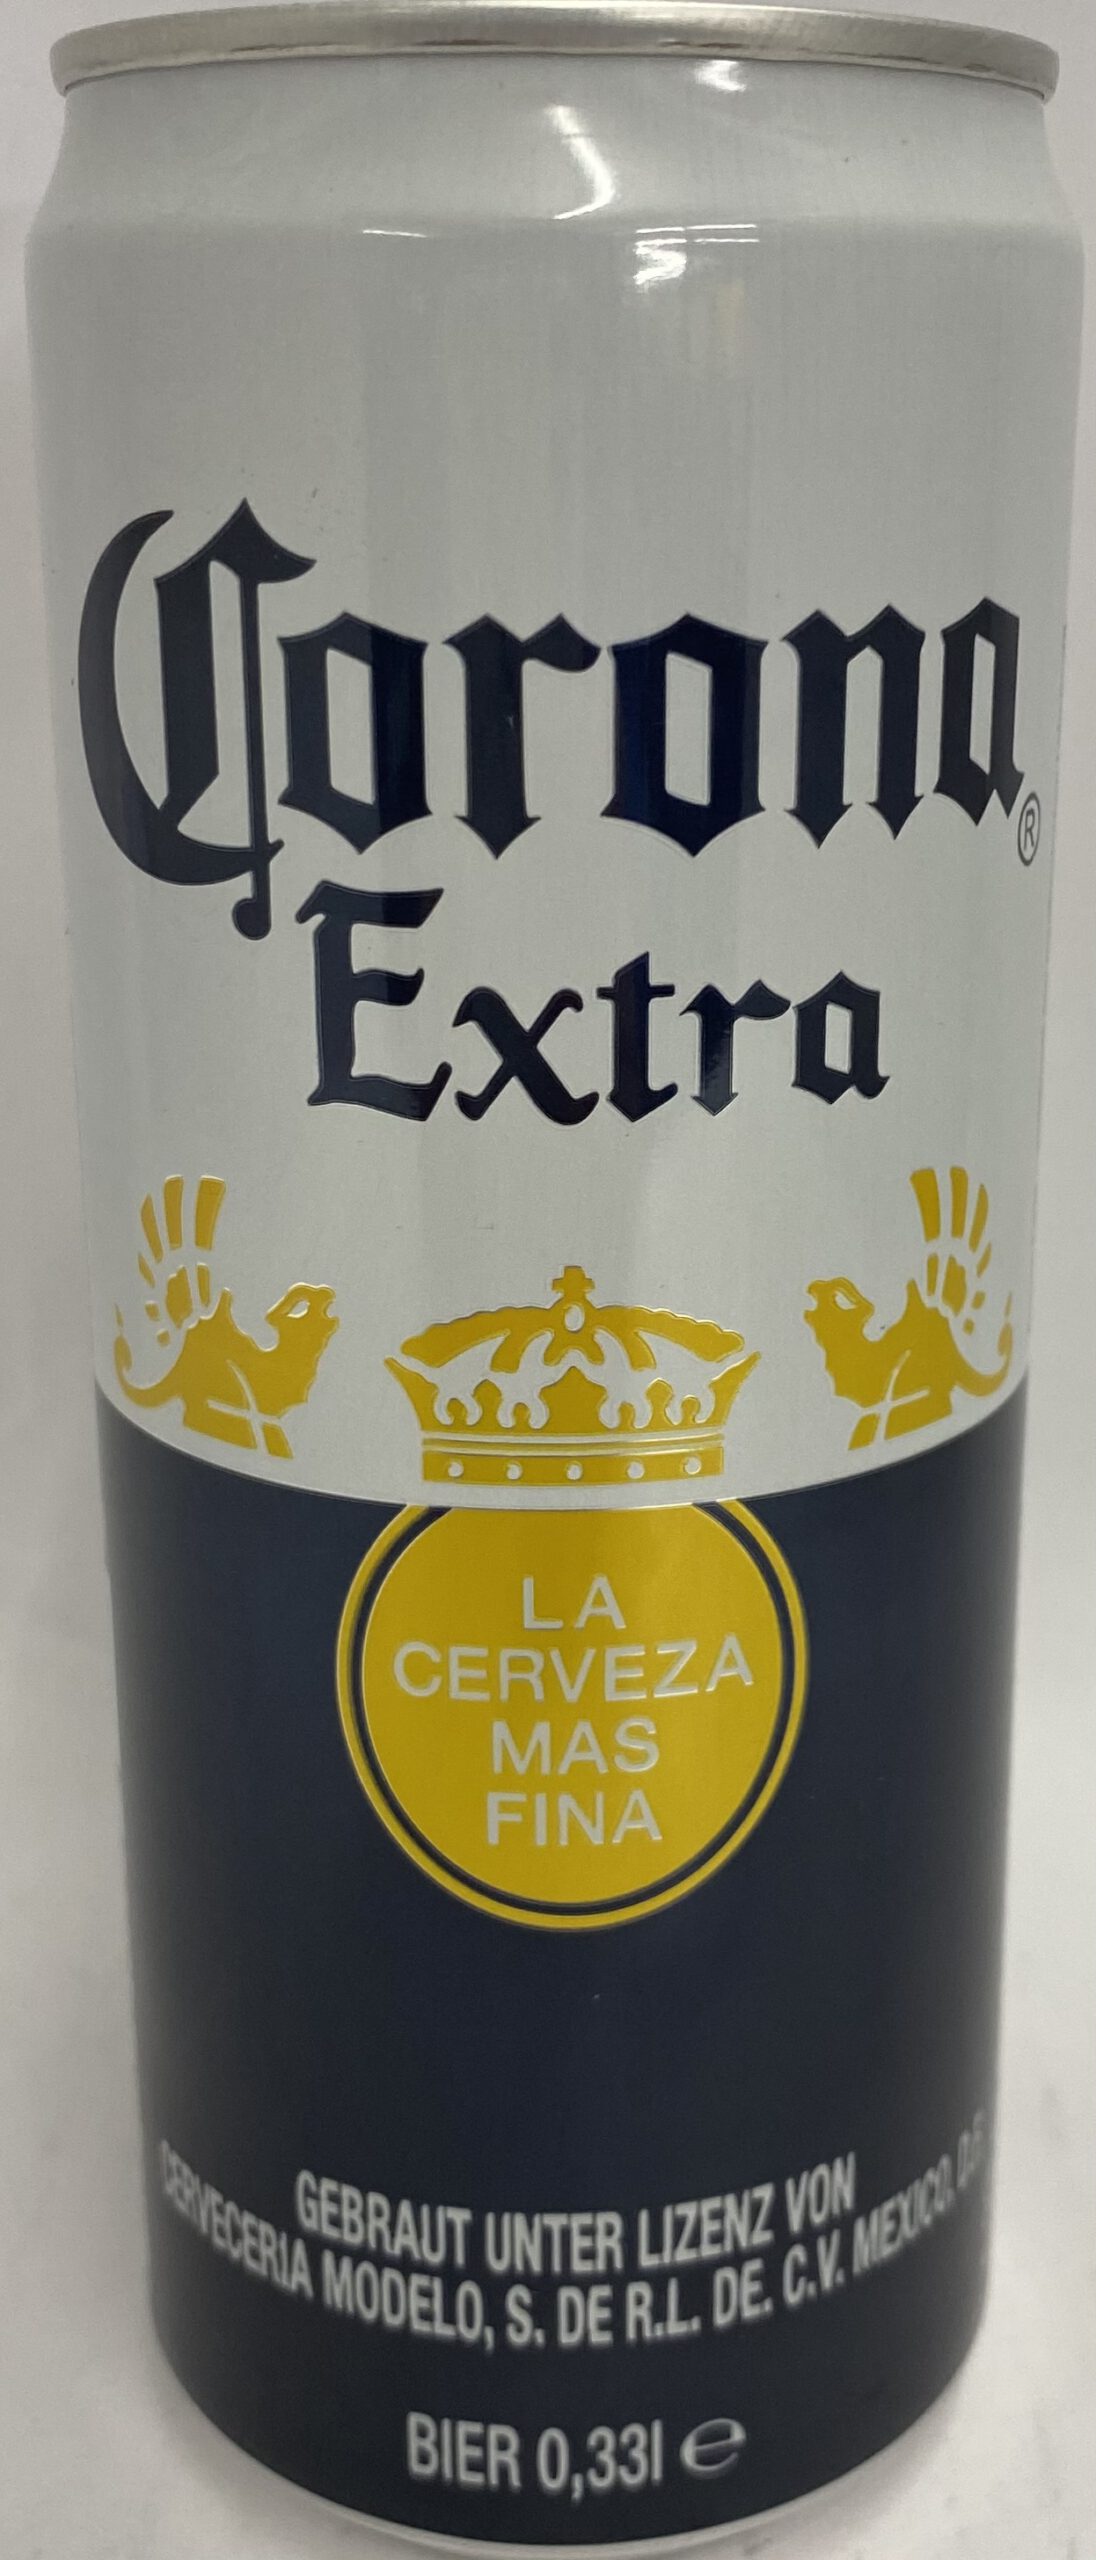 Corona®
Extra
LA
CERVEZA
MAS
FINA
GEBRAUT UNTER LIZENZ VON
CERVECERIA MODELO, S. DE R.L. DE. C.V. MEXICO, D.F.
BIER 0,33l ℮